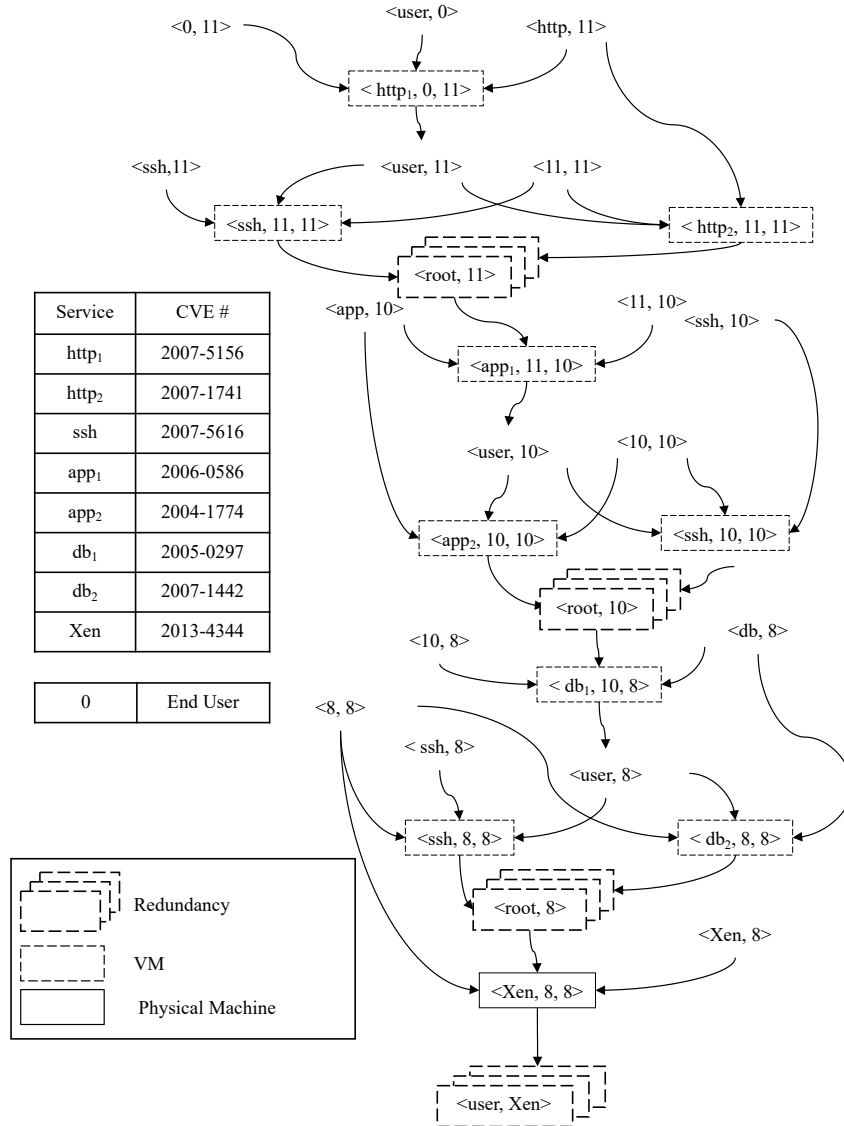 <0, 11>
<user, 0>
<http, 11>
< http₁, 0, 11>
<ssh,11>
<user, 11>
<11, 11>
<ssh, 11, 11>
< http₂, 11, 11>
<root, 11>
<app, 10>
<11, 10>
<ssh, 10>
<app₁, 11, 10>
<user, 10>
<10, 10>
<app₂, 10, 10>
<ssh, 10, 10>
<root, 10>
<10, 8>
<db, 8>
< db₁, 10, 8>
<8, 8>
< ssh, 8>
<user, 8>
<ssh, 8, 8>
< db₂, 8, 8>
<root, 8>
<Xen, 8>
<Xen, 8, 8>
<user, Xen>
Service CVE #
http₁ 2007-5156
http₂ 2007-1741
ssh 2007-5616
app₁ 2006-0586
app₂ 2004-1774
db₁ 2005-0297
db₂ 2007-1442
Xen 2013-4344
0 End User
Redundancy
VM
Physical Machine